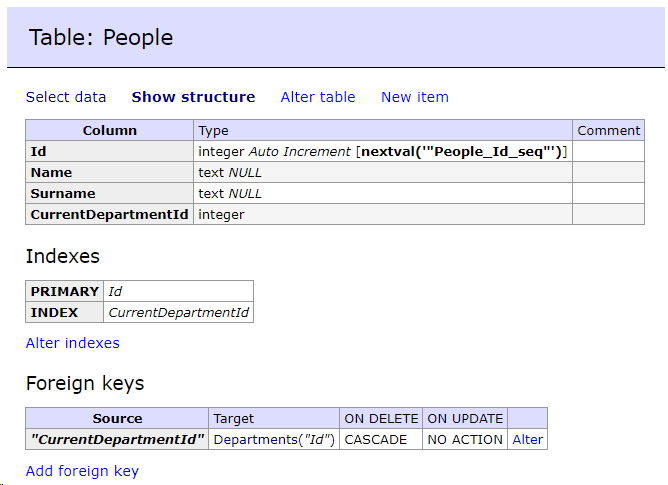 Table: People
Select data Show structure Alter table New item
Column Type Comment
Id integer Auto Increment [nextval('"People_Id_seq"')]
Name text NULL
Surname text NULL
CurrentDepartmentId integer
Indexes
PRIMARY Id
INDEX CurrentDepartmentId
Alter indexes
Foreign keys
Source Target ON DELETE ON UPDATE
"CurrentDepartmentId" Departments("Id") CASCADE NO ACTION Alter
Add foreign key